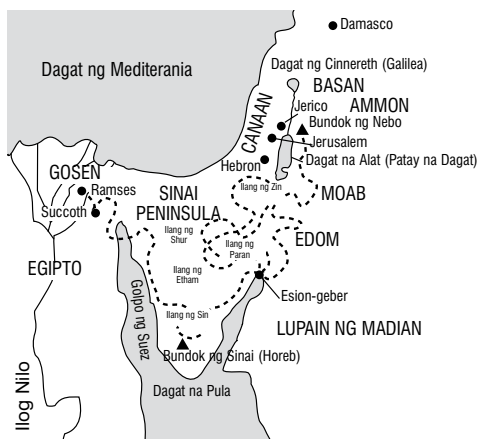 Damasco
Dagat ng Mediterania
Dagat ng Cinnereth (Galilea)
BASAN
Jerico
AMMON
CANAAN
Bundok ng Nebo
Jerusalem
Hebron
Dagat na Alat (Patay na Dagat)
GOSEN
Ramses
SINAI
PENINSULA
Ilang ng Zin
MOAB
Succoth
Ilang ng
Shur
Ilang ng
Paran
EDOM
EGIPTO
Ilang ng
Etham
Golpo ng Suez
Esion-geber
Ilang ng Sin
LUPAIN NG MADIAN
Bundok ng Sinai (Horeb)
Ilog Nilo
Dagat na Pula